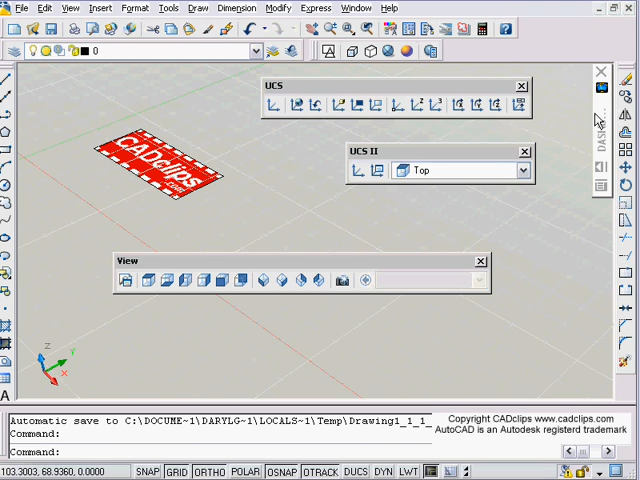 File Edit View Insert Format Tools Draw Dimension Modify Express Window Help
0
UCS
DASH
UCS II
Top
CADclips
.com
View
Z
Y
X
Automatic save to C:\DOCUME~1\DARYLG~1\LOCALS~1\Temp\Drawing1_1_1_
Command:
Command:
Copyright CADclips www.cadclips.com
AutoCAD is an Autodesk registerd trademark
103.3003, 68.9360, 0.0000 SNAP GRID ORTHO POLAR OSNAP OTRACK DUCS DYN LWT